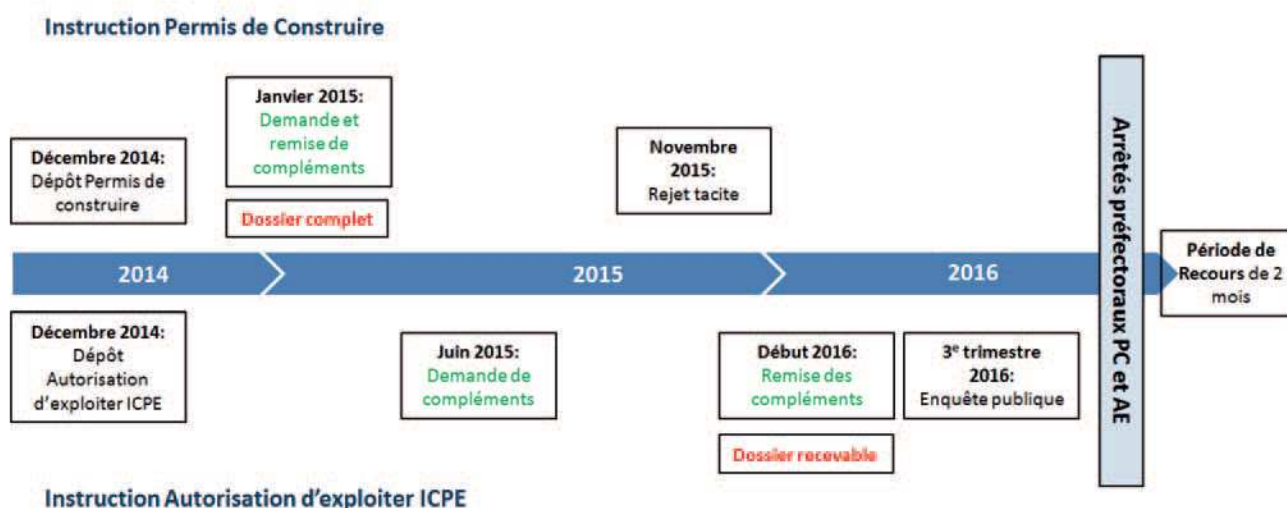 Instruction Permis de Construire
Janvier 2015:
Demande et
remise de
compléments
Décembre 2014:
Dépôt Permis de
construire
Novembre
2015:
Rejet tacite
Dossier complet
Arrêtés préfectoraux PC et AE
2014
2015
2016
Période de
Recours de 2
mois
Décembre 2014:
Dépôt
Autorisation
d'exploiter ICPE
Juin 2015:
Demande de
compléments
Début 2016:
Remise des
compléments
3e trimestre
2016:
Enquête publique
Dossier recevable
Instruction Autorisation d'exploiter ICPE